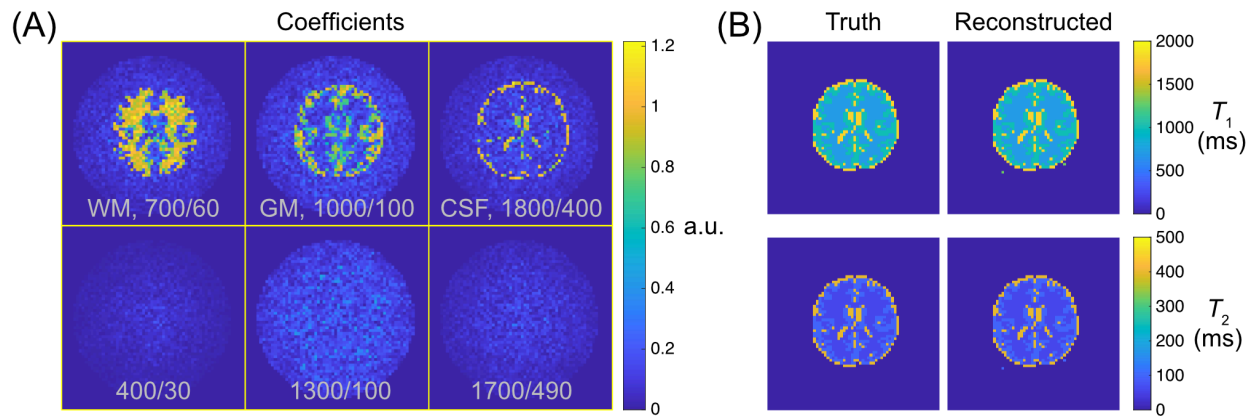 (A)
Coefficients
WM, 700/60
GM, 1000/100
CSF, 1800/400
400/30
1300/100
1700/490
1.2
1
0.8
0.6
0.4
0.2
0
a.u.
(B)
Truth
Reconstructed
2000
1500
1000
500
0
T1
(ms)
500
400
300
200
100
0
T2
(ms)